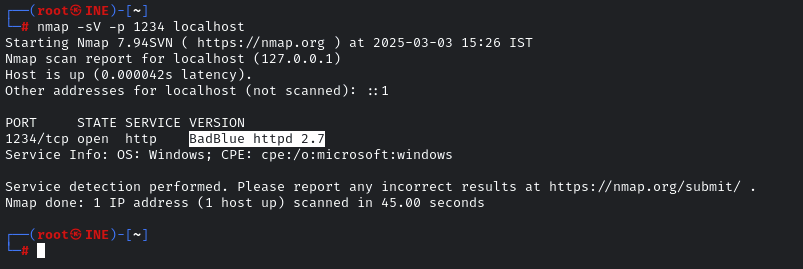 ┌──(root㉿INE)-[~]
└─# nmap -sV -p 1234 localhost
Starting Nmap 7.94SVN ( https://nmap.org ) at 2025-03-03 15:26 IST
Nmap scan report for localhost (127.0.0.1)
Host is up (0.000042s latency).
Other addresses for localhost (not scanned): ::1

PORT     STATE SERVICE VERSION
1234/tcp open  http    BadBlue httpd 2.7
Service Info: OS: Windows; CPE: cpe:/o:microsoft:windows

Service detection performed. Please report any incorrect results at https://nmap.org/submit/ .
Nmap done: 1 IP address (1 host up) scanned in 45.00 seconds

┌──(root㉿INE)-[~]
└─#